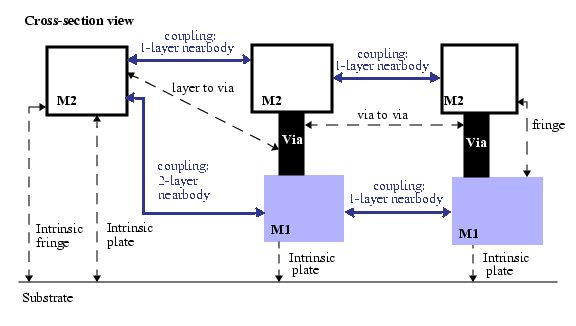 Cross-section view
coupling:
1-layer nearbody
coupling:
1-layer nearbody
M2
layer to via
M2
M2
Via
via to via
Via
fringe
coupling:
2-layer
nearbody
coupling:
1-layer nearbody
Intrinsic
fringe
Intrinsic
plate
M1
M1
Intrinsic
plate
Intrinsic
plate
Substrate